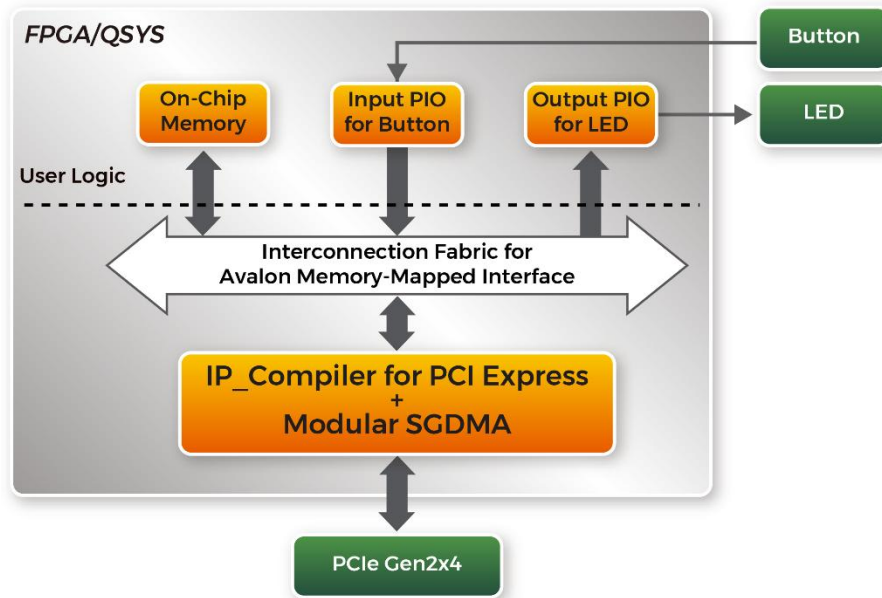 FPGA/QSYS
Button
On-Chip
Memory
Input PIO
for Button
Output PIO
for LED
LED
User Logic
Interconnection Fabric for
Avalon Memory-Mapped Interface
IP_Compiler for PCI Express
+
Modular SGDMA
PCIe Gen2x4